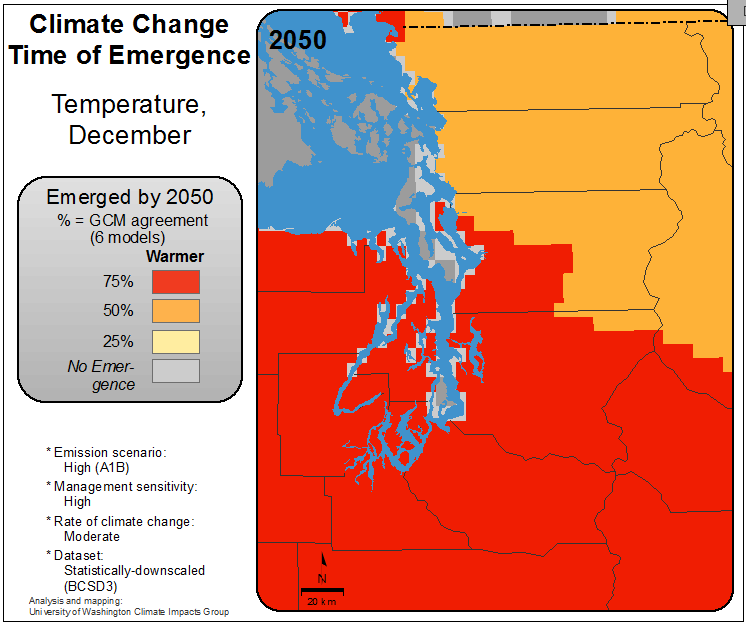 Climate Change
Time of Emergence
Temperature,
December
Emerged by 2050
% = GCM agreement
(6 models)
Warmer
75%
50%
25%
No Emer-
gence
* Emission scenario:
High (A1B)
* Management sensitivity:
High
* Rate of climate change:
Moderate
* Dataset:
Statistically-downscaled
(BCSD3)
Analysis and mapping:
University of Washington Climate Impacts Group
2050
N
20 km